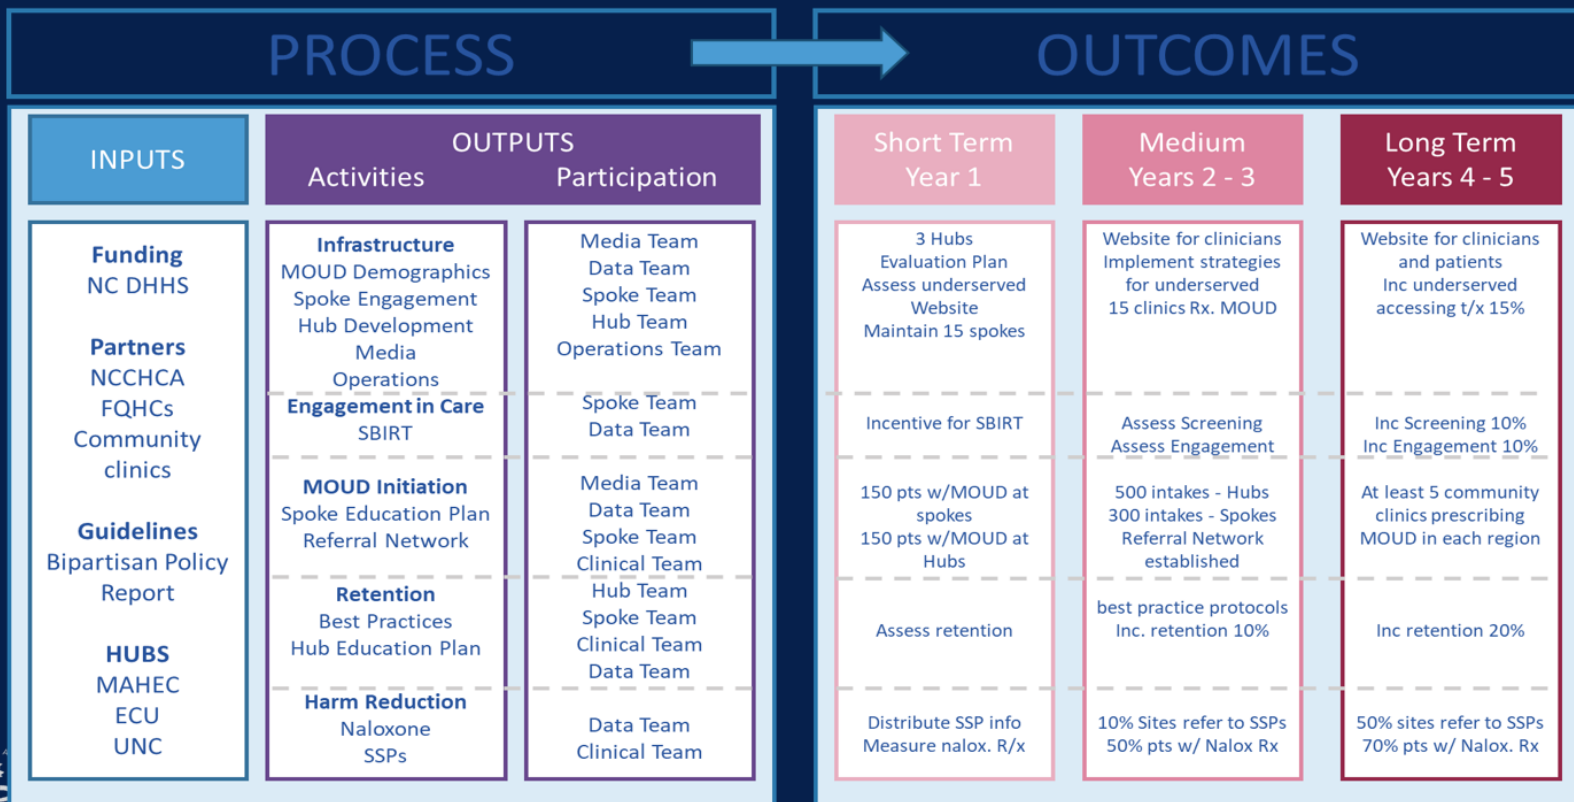 PROCESS
OUTCOMES
INPUTS
OUTPUTS
Activities Participation
Short Term
Year 1
Medium
Years 2 - 3
Long Term
Years 4 - 5
Funding
NC DHHS
Partners
NCCHCA
FQHCs
Community
clinics
Guidelines
Bipartisan Policy
Report
HUBS
MAHEC
ECU
UNC
Infrastructure
MOUD Demographics
Spoke Engagement
Hub Development
Media
Operations
Engagement in Care
SBIRT
MOUD Initiation
Spoke Education Plan
Referral Network
Retention
Best Practices
Hub Education Plan
Harm Reduction
Naloxone
SSPs
Media Team
Data Team
Spoke Team
Hub Team
Operations Team
Spoke Team
Data Team
Media Team
Data Team
Spoke Team
Clinical Team
Hub Team
Spoke Team
Clinical Team
Data Team
Data Team
Clinical Team
3 Hubs
Evaluation Plan
Assess underserved
Website
Maintain 15 spokes
Incentive for SBIRT
150 pts w/MOUD at
spokes
150 pts w/MOUD at
Hubs
Assess retention
Distribute SSP info
Measure nalox. R/x
Website for clinicians
Implement strategies
for underserved
15 clinics Rx. MOUD
Assess Screening
Assess Engagement
500 intakes - Hubs
300 intakes - Spokes
Referral Network
established
best practice protocols
Inc. retention 10%
10% Sites refer to SSPs
50% pts w/ Nalox Rx
Website for clinicians
and patients
Inc underserved
accessing t/x 15%
Inc Screening 10%
Inc Engagement 10%
At least 5 community
clinics prescribing
MOUD in each region
Inc retention 20%
50% sites refer to SSPs
70% pts w/ Nalox. Rx